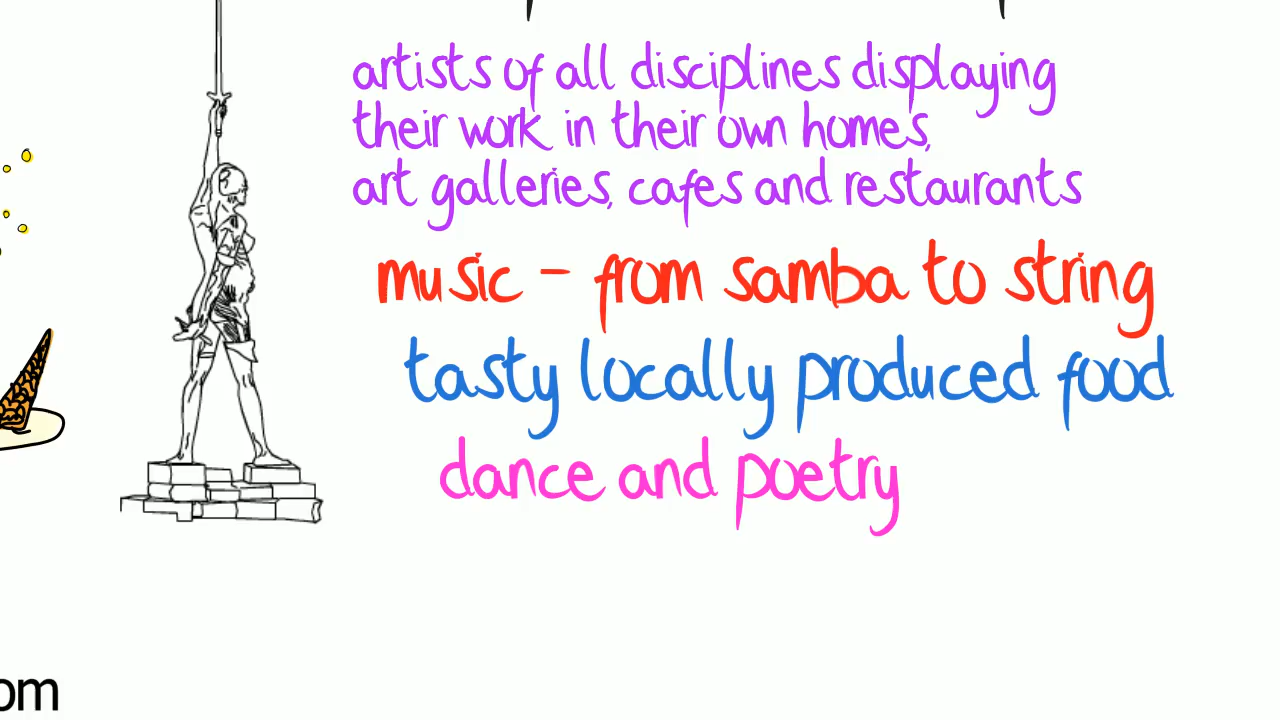 artists of all disciplines displaying
their work in their own homes,
art galleries, cafes and restaurants
music - from samba to string
tasty locally produced food
dance and poetry
om